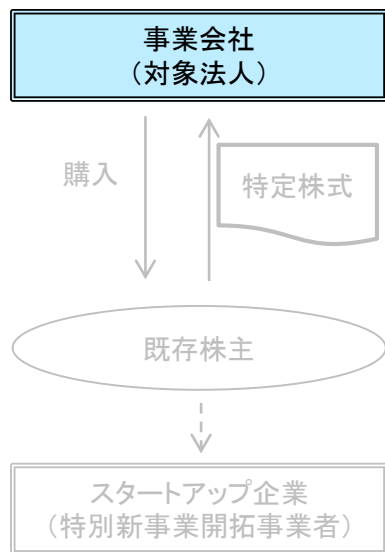 事業会社
（対象法人）
購入
特定株式
既存株主
スタートアップ企業
（特別新事業開拓事業者）